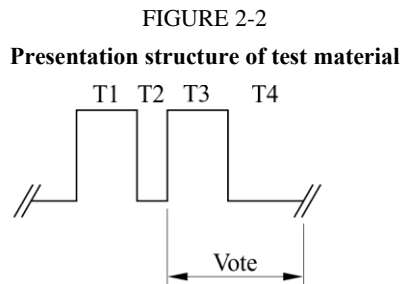 FIGURE 2-2
Presentation structure of test material
T1 T2 T3 T4
Vote